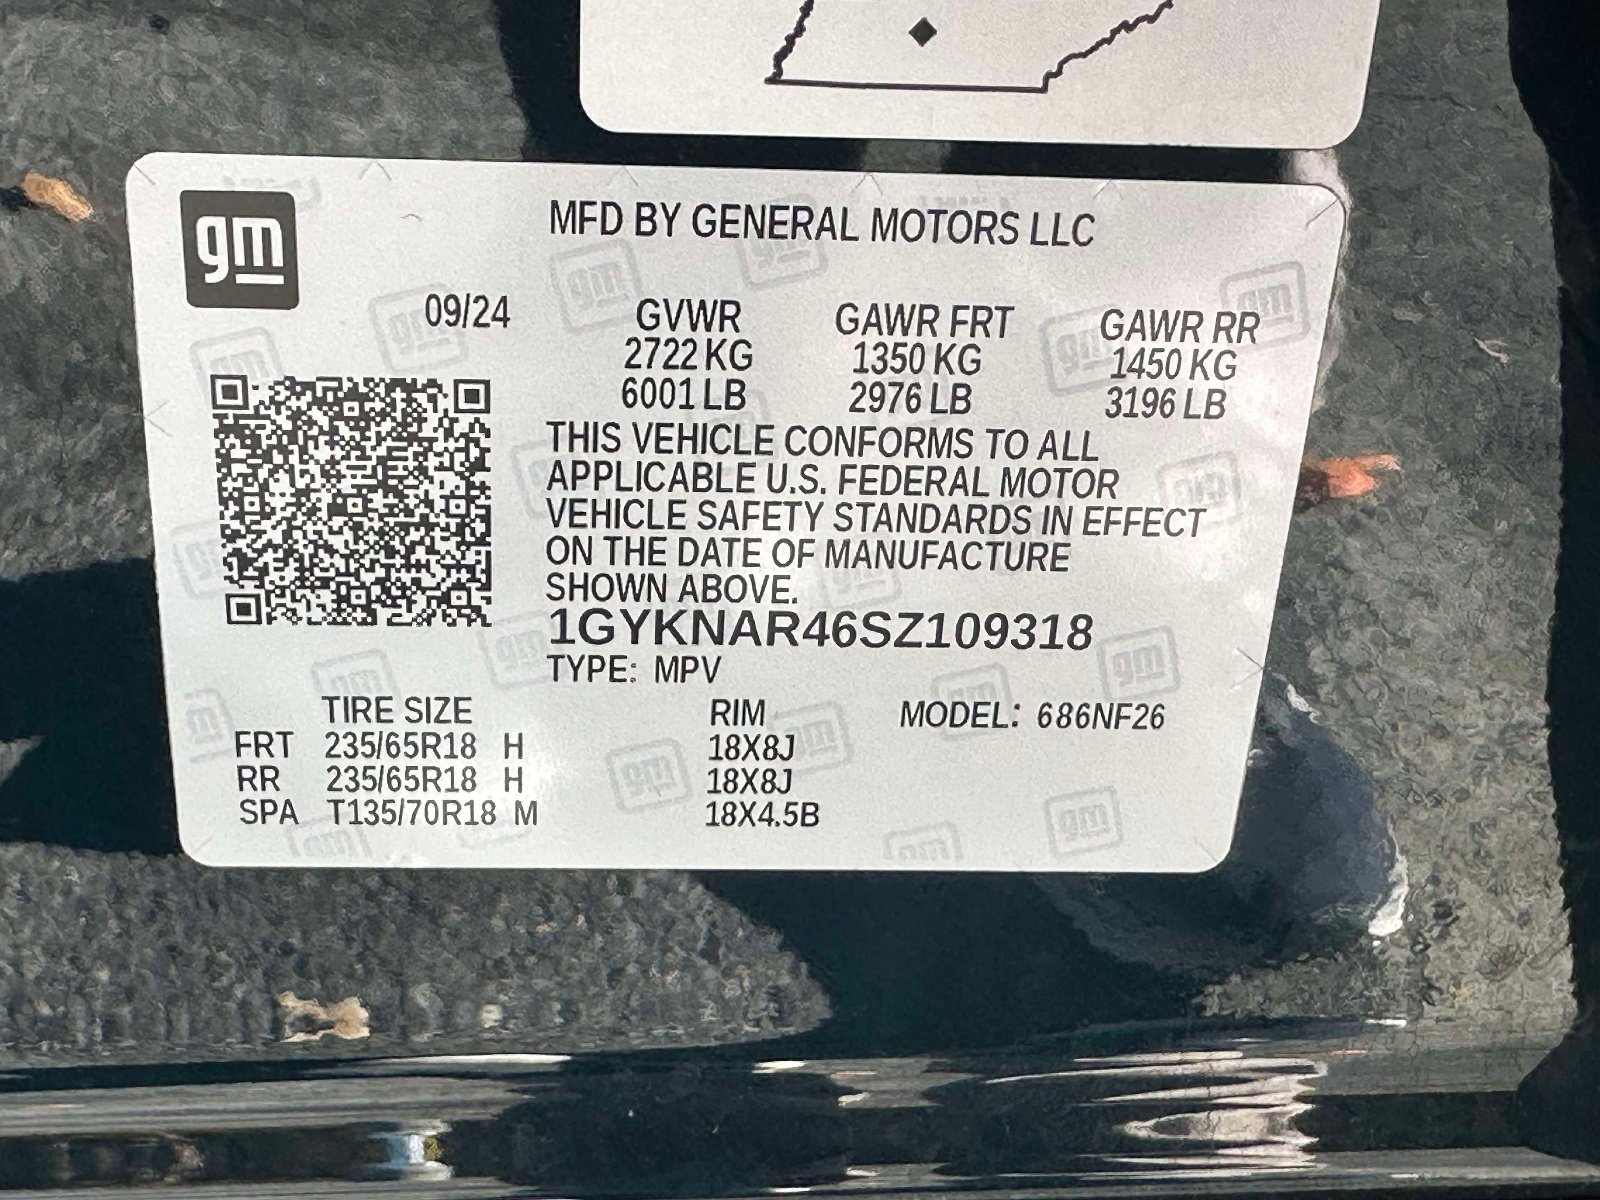 gm
MFD BY GENERAL MOTORS LLC
09/24 GVWR GAWR FRT GAWR RR
2722 KG 1350 KG 1450 KG
6001 LB 2976 LB 3196 LB
THIS VEHICLE CONFORMS TO ALL
APPLICABLE U.S. FEDERAL MOTOR
VEHICLE SAFETY STANDARDS IN EFFECT
ON THE DATE OF MANUFACTURE
SHOWN ABOVE.
1GYKNAR46SZ109318
TYPE: MPV
TIRE SIZE RIM MODEL: 686NF26
FRT 235/65R18 H 18X8J
RR 235/65R18 H 18X8J
SPA T135/70R18 M 18X4.5B